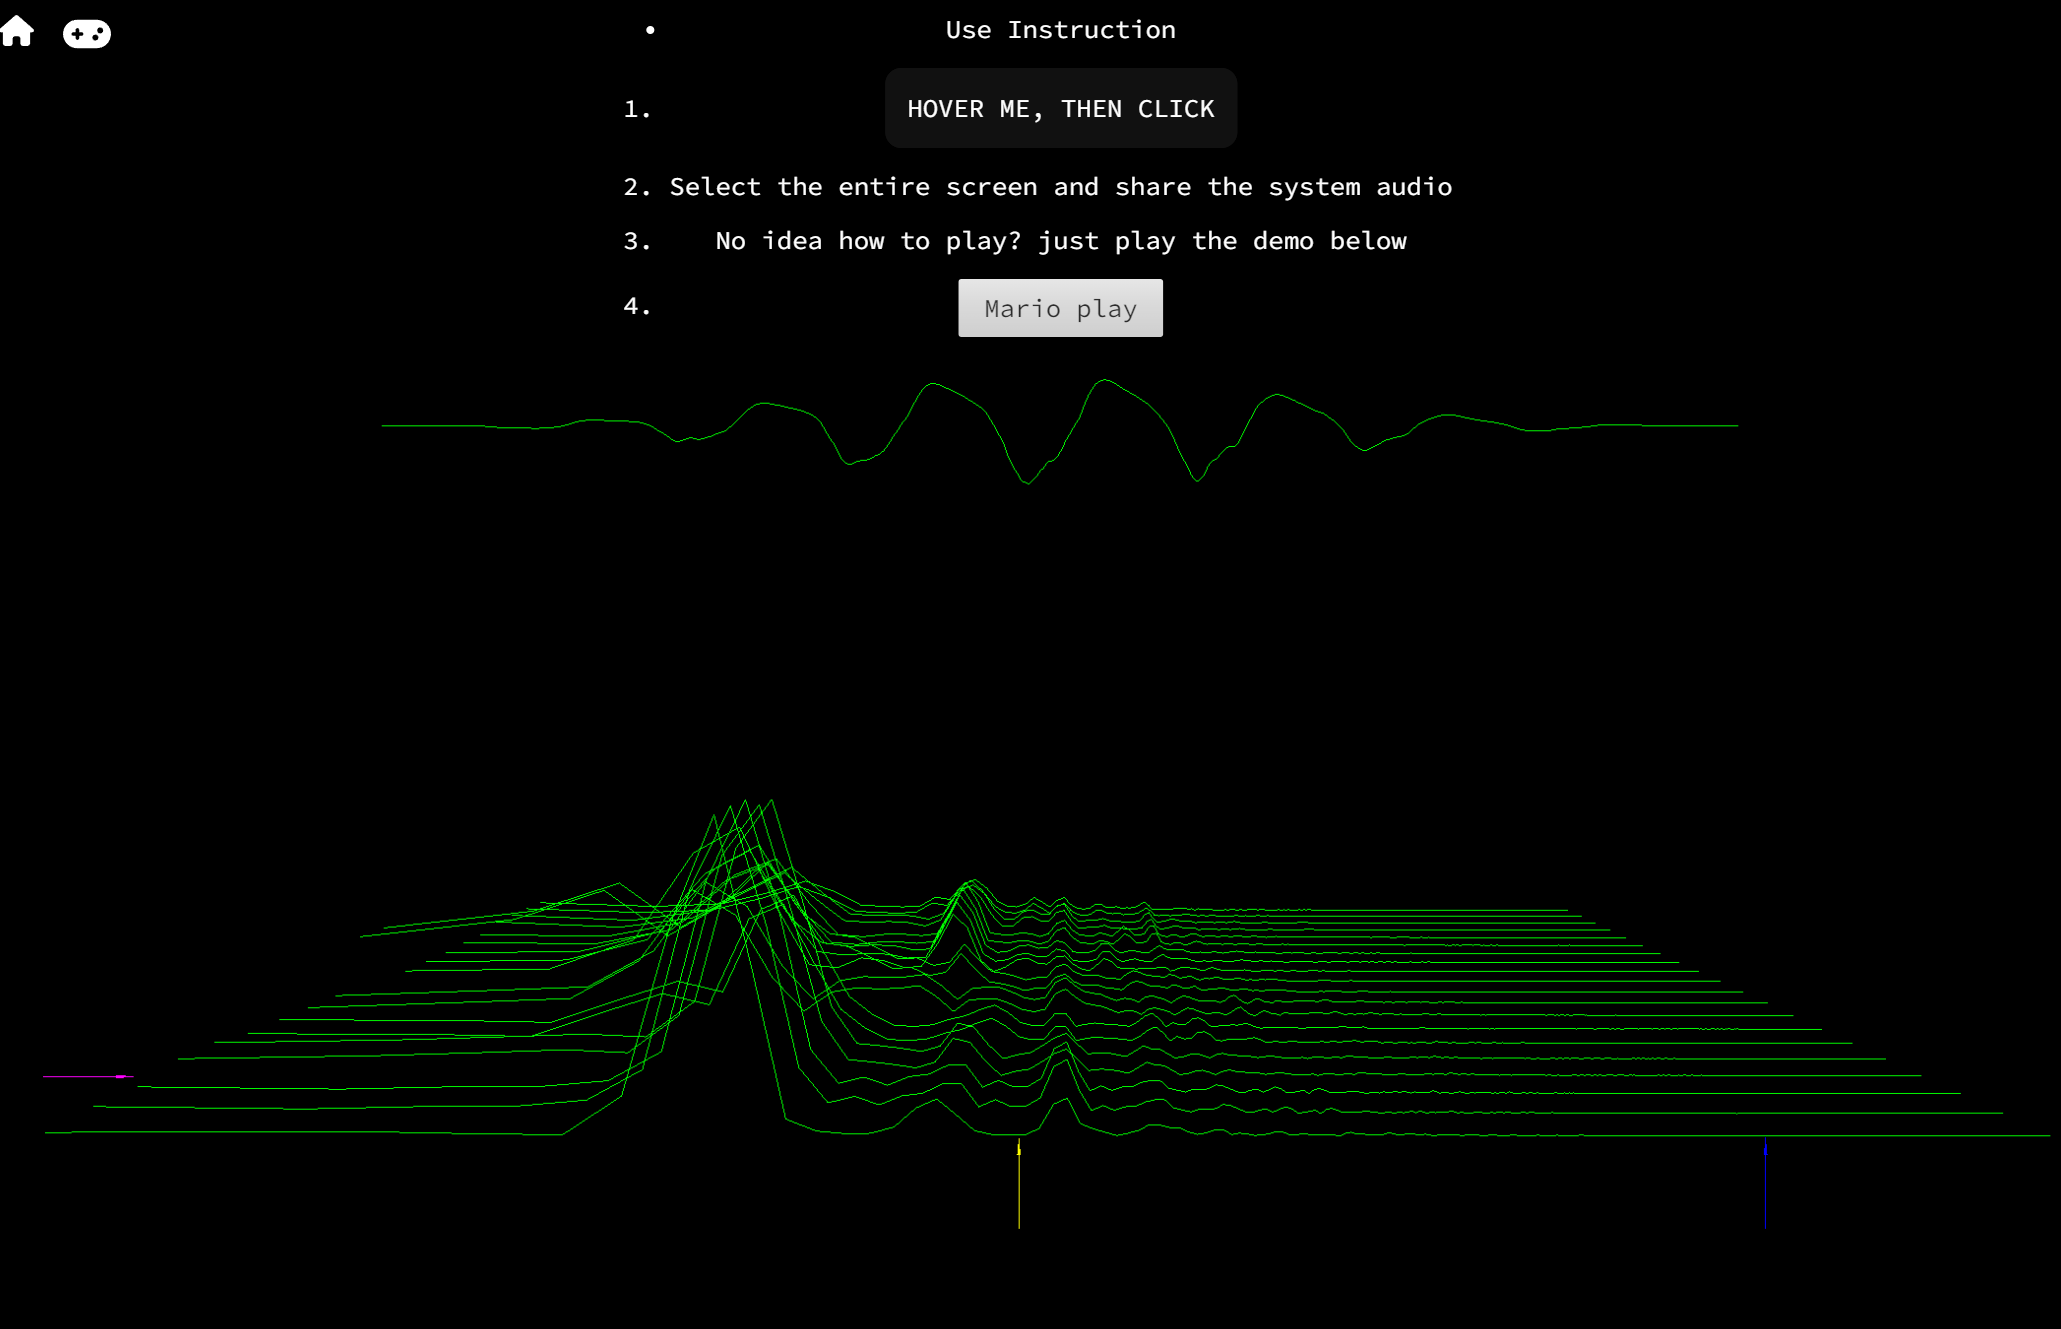 • Use Instruction
1. HOVER ME, THEN CLICK
2. Select the entire screen and share the system audio
3. No idea how to play? just play the demo below
4. Mario play